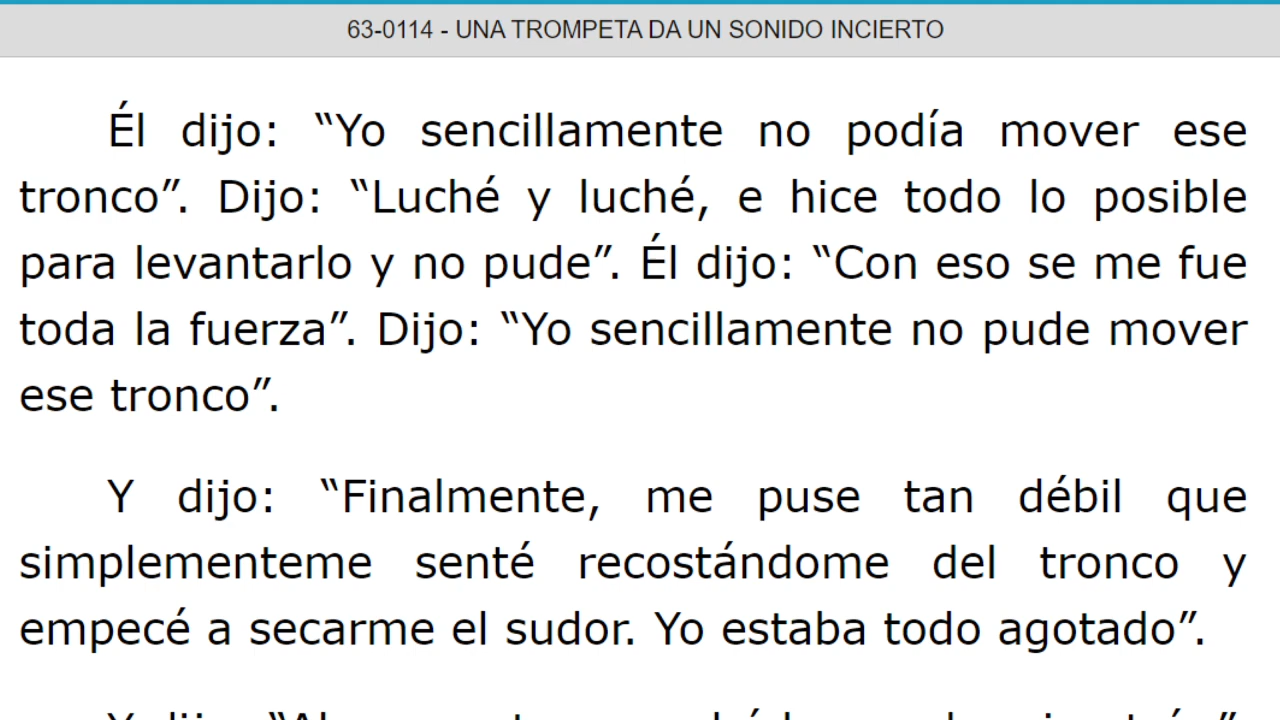 63-0114 - UNA TROMPETA DA UN SONIDO INCIERTO
Él dijo: “Yo sencillamente no podía mover ese
tronco”. Dijo: “Luché y luché, e hice todo lo posible
para levantarlo y no pude”. Él dijo: “Con eso se me fue
toda la fuerza”. Dijo: “Yo sencillamente no pude mover
ese tronco”.
Y dijo: “Finalmente, me puse tan débil que
simplementeme senté recostándome del tronco y
empecé a secarme el sudor. Yo estaba todo agotado”.